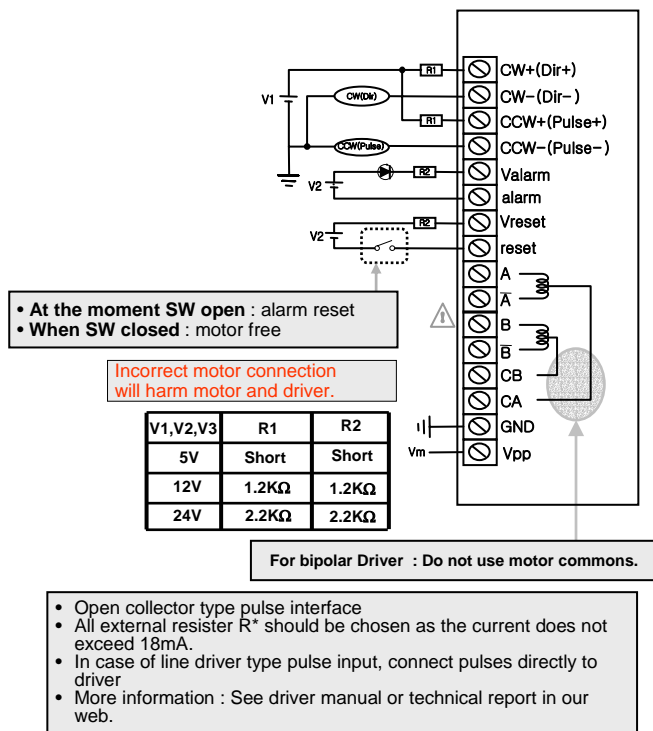 R1 CW+(Dir+)
V1 CW(Dir) CW-(Dir-)
R1 CCW+(Pulse+)
CCW(Pulse) CCW-(Pulse-)
R2 Valarm
V2 alarm
R2 Vreset
V2 reset
A
A̅
B
B̅
CB
CA
GND
Vm Vpp
• At the moment SW open : alarm reset
• When SW closed : motor free
Incorrect motor connection
will harm motor and driver.
V1,V2,V3 R1 R2
5V Short Short
12V 1.2KΩ 1.2KΩ
24V 2.2KΩ 2.2KΩ
For bipolar Driver : Do not use motor commons.
• Open collector type pulse interface
• All external resister R* should be chosen as the current does not
exceed 18mA.
• In case of line driver type pulse input, connect pulses directly to
driver
• More information : See driver manual or technical report in our
web.